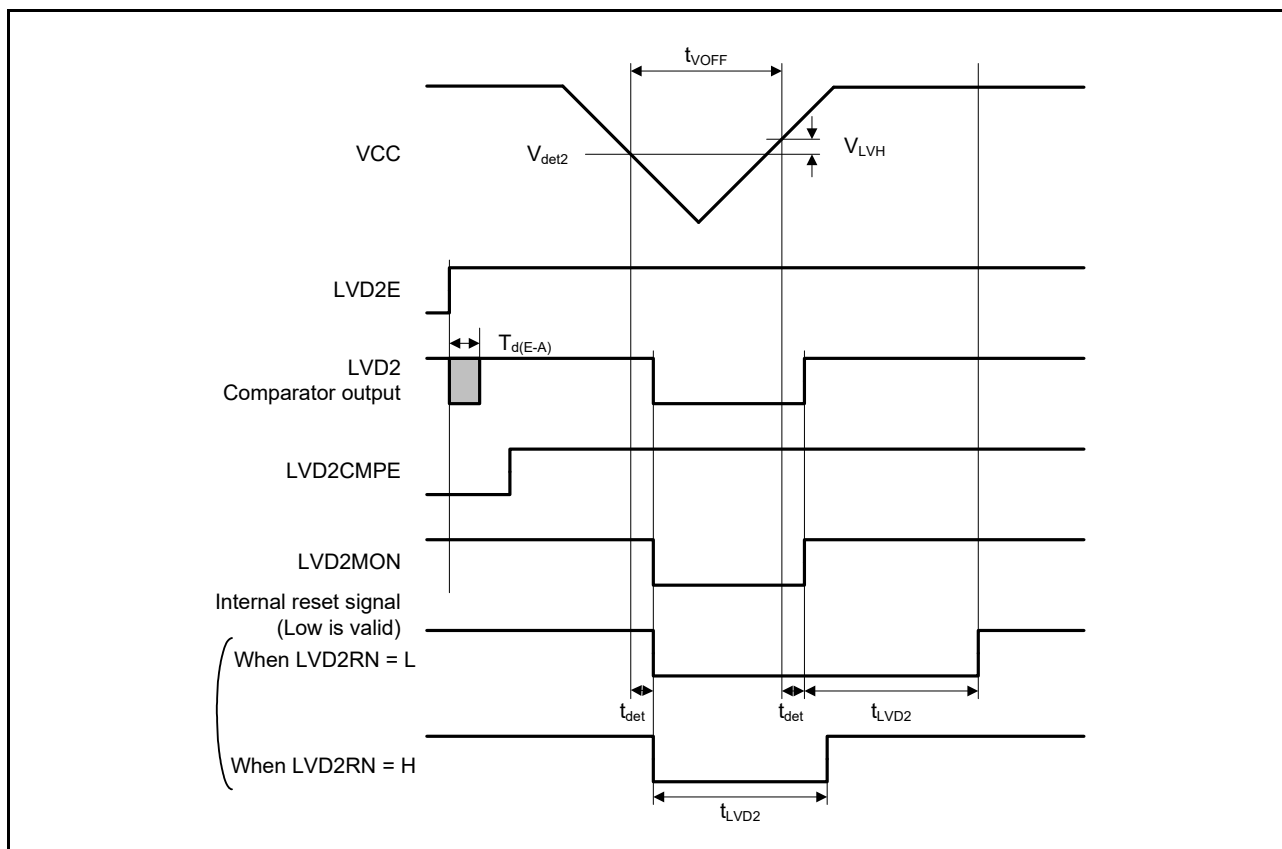 tVOFF
VCC
Vdet2
VLVH
LVD2E
Td(E-A)
LVD2
Comparator output
LVD2CMPE
LVD2MON
Internal reset signal
(Low is valid)
When LVD2RN = L
tdet
tdet
tLVD2
When LVD2RN = H
tLVD2